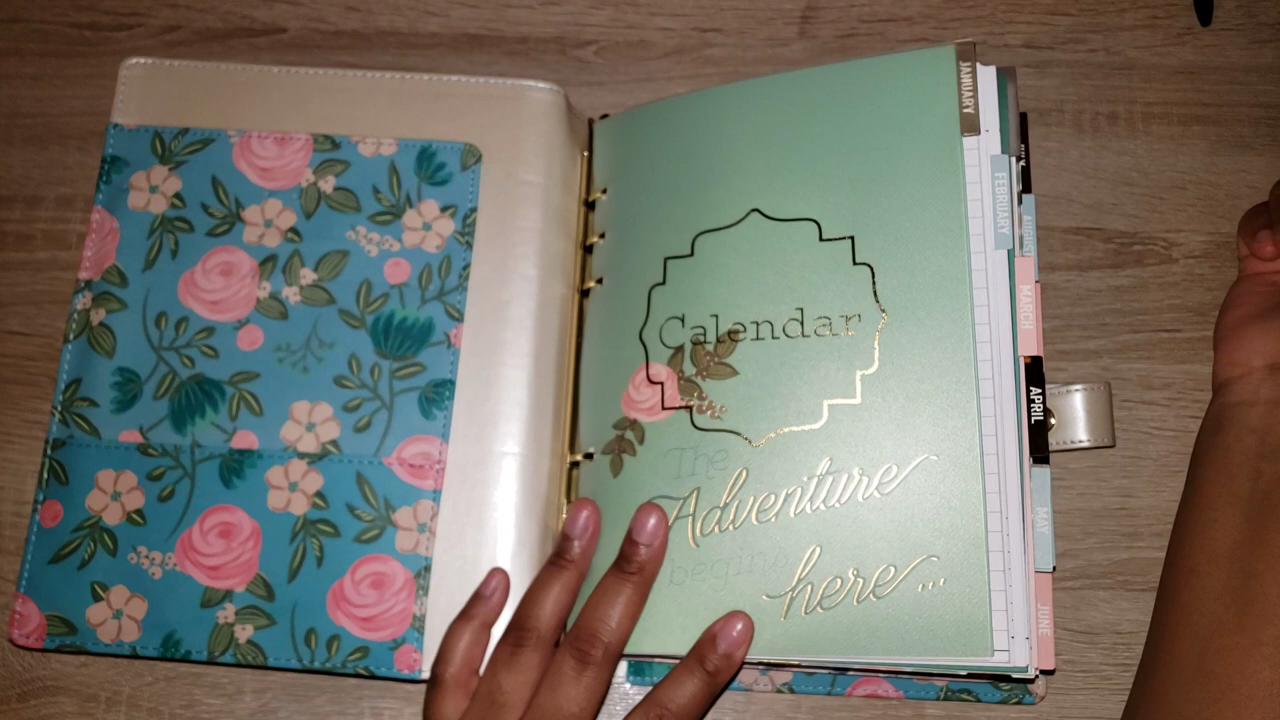 Calendar
The
Adventure
begins
here...
JANUARY
FEBRUARY
MARCH
APRIL
MAY
JUNE
AUGUST